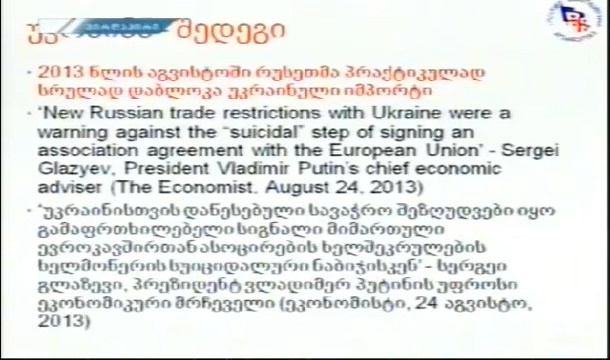 შედეგი
• 2013 წლის აგვისტოში რუსეთმა პრაქტიკულად
სრულად დაბლოკა უკრაინული იმპორტი
• 'New Russian trade restrictions with Ukraine were a
warning against the "suicidal" step of signing an
association agreement with the European Union' - Sergei
Glazyev, President Vladimir Putin's chief economic
adviser (The Economist, August 24, 2013)
• 'უკრაინისთვის დაწესებული სავაჭრო შეზღუდვები იყო
გამაფრთხილებელი სიგნალი მიმართული
ევროკავშირთან ასოცირების ხელშეკრულების
ხელმოწერის სუიციდალური ნაბიჯისკენ' - სერგეი
გლაზევი, პრეზიდენტ ვლადიმერ პუტინის უფროსი
ეკონომიკური მრჩეველი (ეკონომისტი, 24 აგვისტო,
2013)